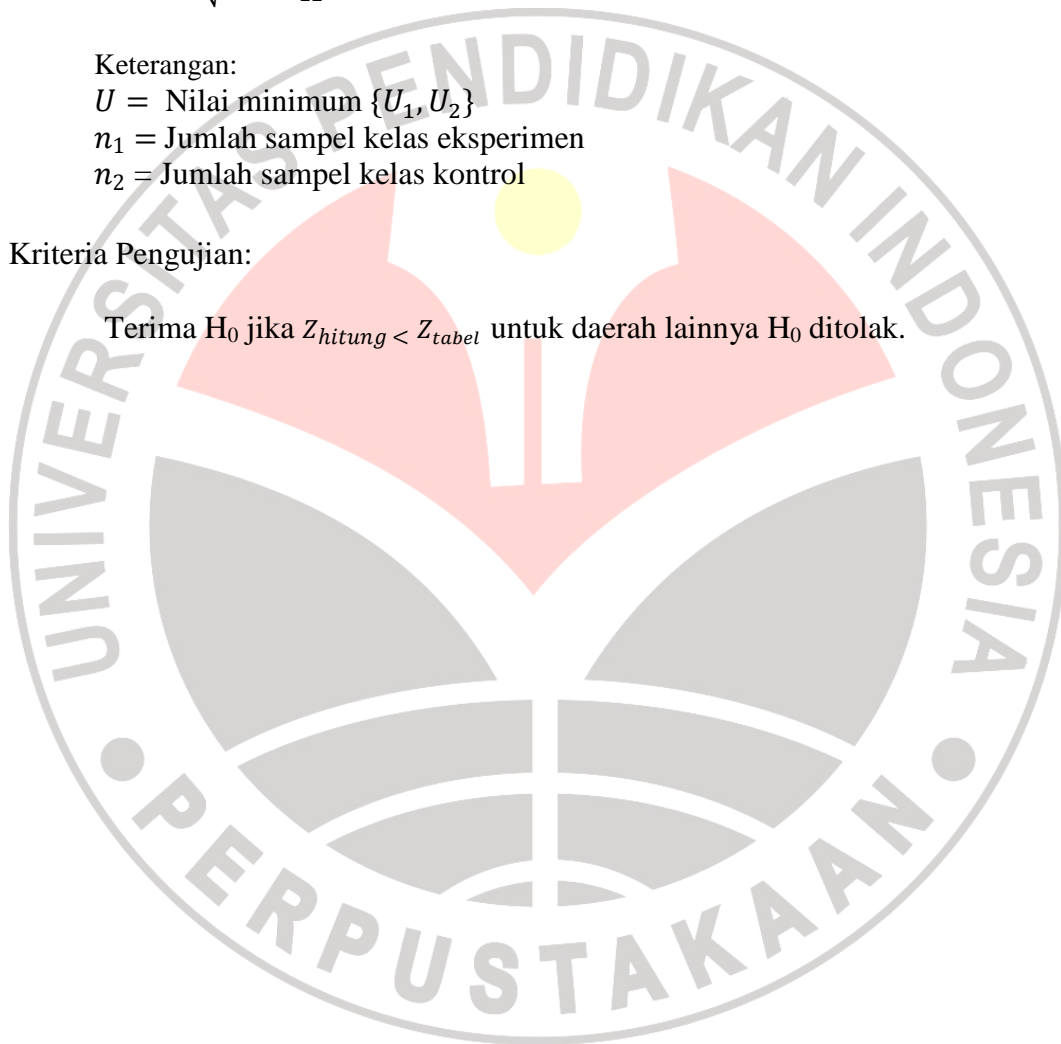 Keterangan:
𝑈 = Nilai minimum {𝑈₁, 𝑈₂}
𝑛₁ = Jumlah sampel kelas eksperimen
𝑛₂ = Jumlah sampel kelas kontrol
Kriteria Pengujian:
Terima H₀ jika 𝑍ₕᵢₜᵤₙg < 𝑍ₜₐbₑₗ untuk daerah lainnya H₀ ditolak.
UNIVERSITAS PENDIDIKAN INDONESIA
PERPUSTAKAAN